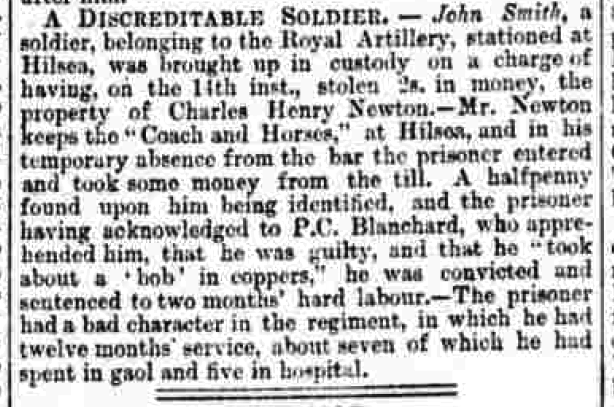 A DISCREDITABLE SOLDIER. — John Smith, a
soldier, belonging to the Royal Artillery, stationed at
Hilsea, was brought up in custody on a charge of
having, on the 14th inst., stolen 2s. in money, the
property of Charles Henry Newton.—Mr. Newton
keeps the "Coach and Horses," at Hilsea, and in his
temporary absence from the bar the prisoner entered
and took some money from the till. A halfpenny
found upon him being identified, and the prisoner
having acknowledged to P.C. Blanchard, who appre-
hended him, that he was guilty, and that he "took
about a 'bob' in coppers," he was convicted and
sentenced to two months' hard labour.—The prisoner
had a bad character in the regiment, in which he had
twelve months' service, about seven of which he had
spent in gaol and five in hospital.